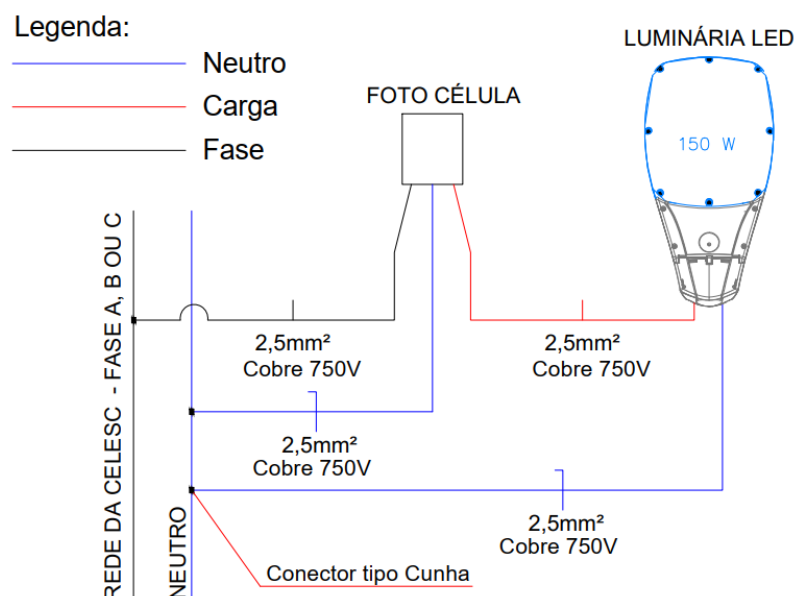 Legenda:
Neutro
Carga
Fase
FOTO CÉLULA
LUMINÁRIA LED
150 W
REDE DA CELESC - FASE A, B OU C
NEUTRO
2,5mm²
Cobre 750V
2,5mm²
Cobre 750V
2,5mm²
Cobre 750V
2,5mm²
Cobre 750V
Conector tipo Cunha